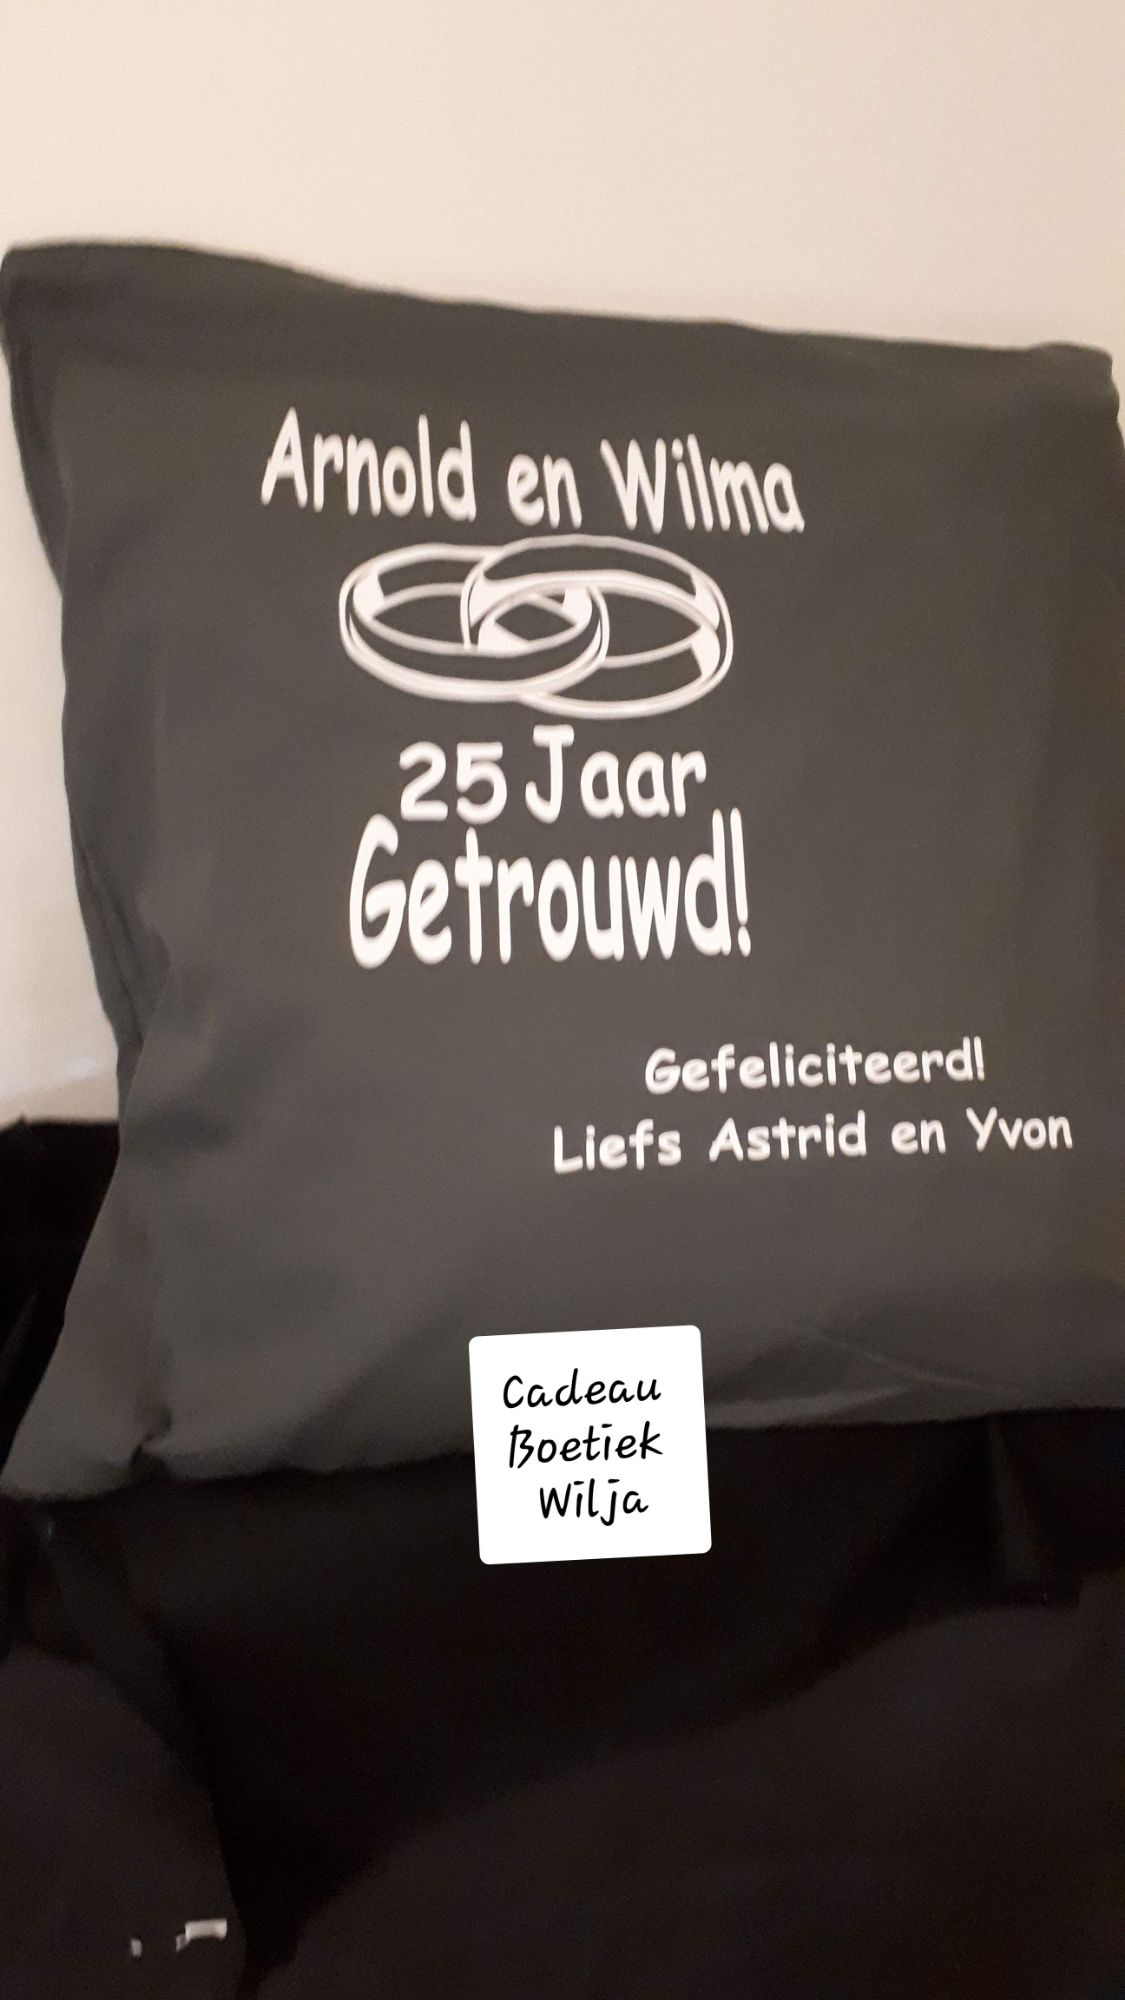 Arnold en Wilma
25 Jaar
Getrouwd!
Gefeliciteerd!
Liefs Astrid en Yvon
Cadeau
Boetiek
Wilja